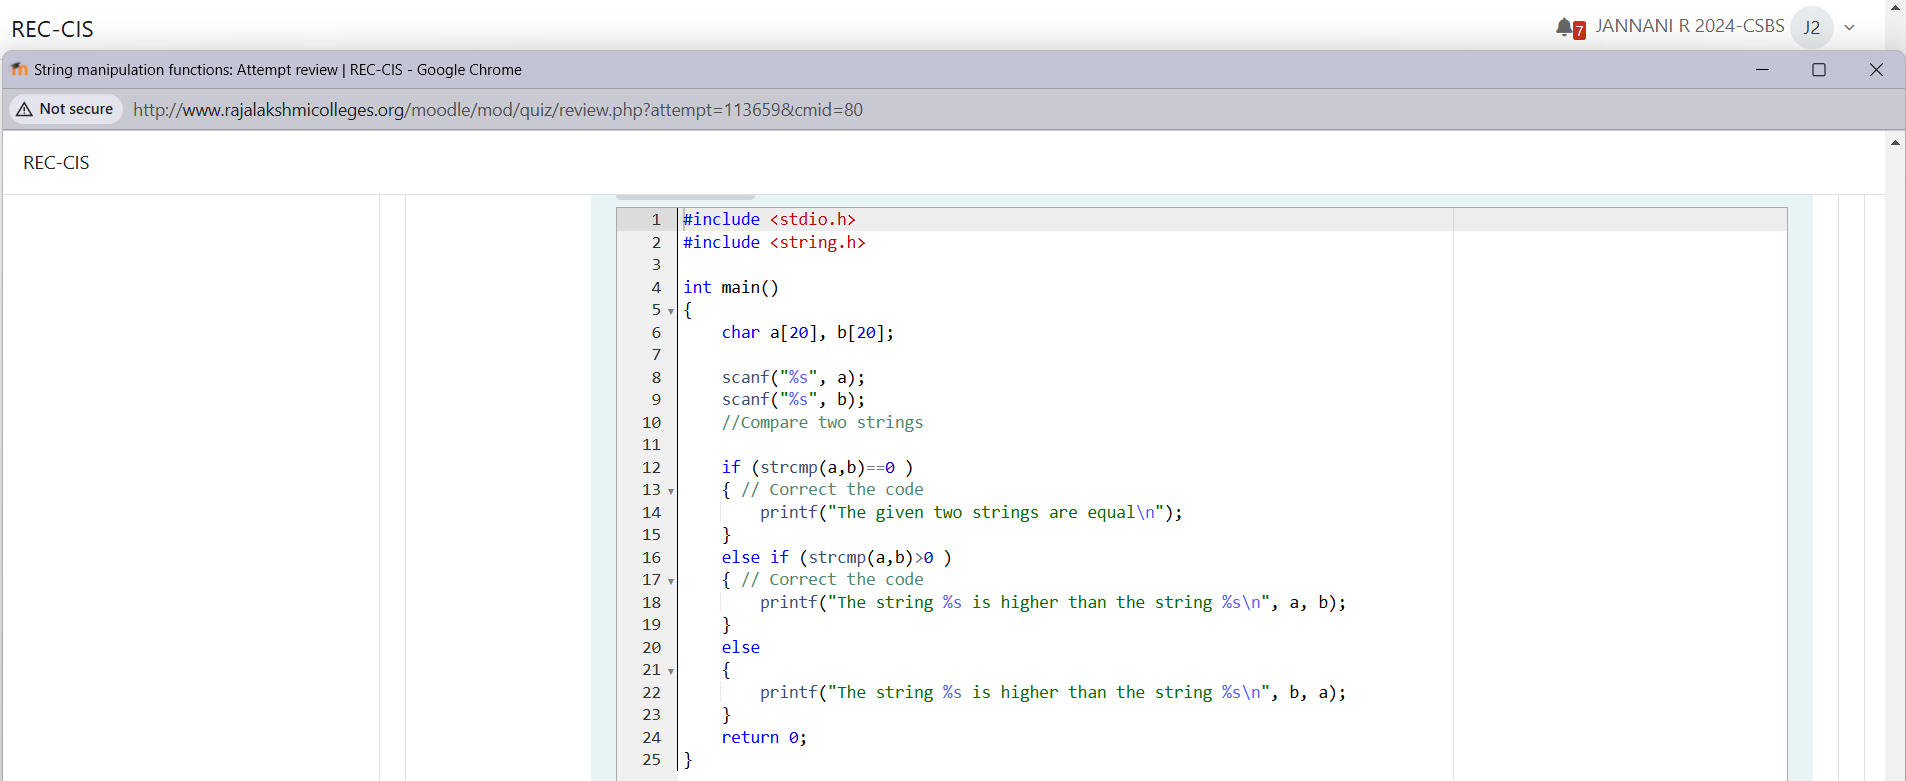 REC-CIS
7 JANNANI R 2024-CSBS J2
String manipulation functions: Attempt review | REC-CIS - Google Chrome
Not secure http://www.rajalakshmicolleges.org/moodle/mod/quiz/review.php?attempt=113659&cmid=80
REC-CIS
1 #include <stdio.h>
2 #include <string.h>
3
4 int main()
5 {
6     char a[20], b[20];
7
8     scanf("%s", a);
9     scanf("%s", b);
10     //Compare two strings
11
12     if (strcmp(a,b)==0 )
13     { // Correct the code
14         printf("The given two strings are equal\n");
15     }
16     else if (strcmp(a,b)>0 )
17     { // Correct the code
18         printf("The string %s is higher than the string %s\n", a, b);
19     }
20     else
21     {
22         printf("The string %s is higher than the string %s\n", b, a);
23     }
24     return 0;
25 }